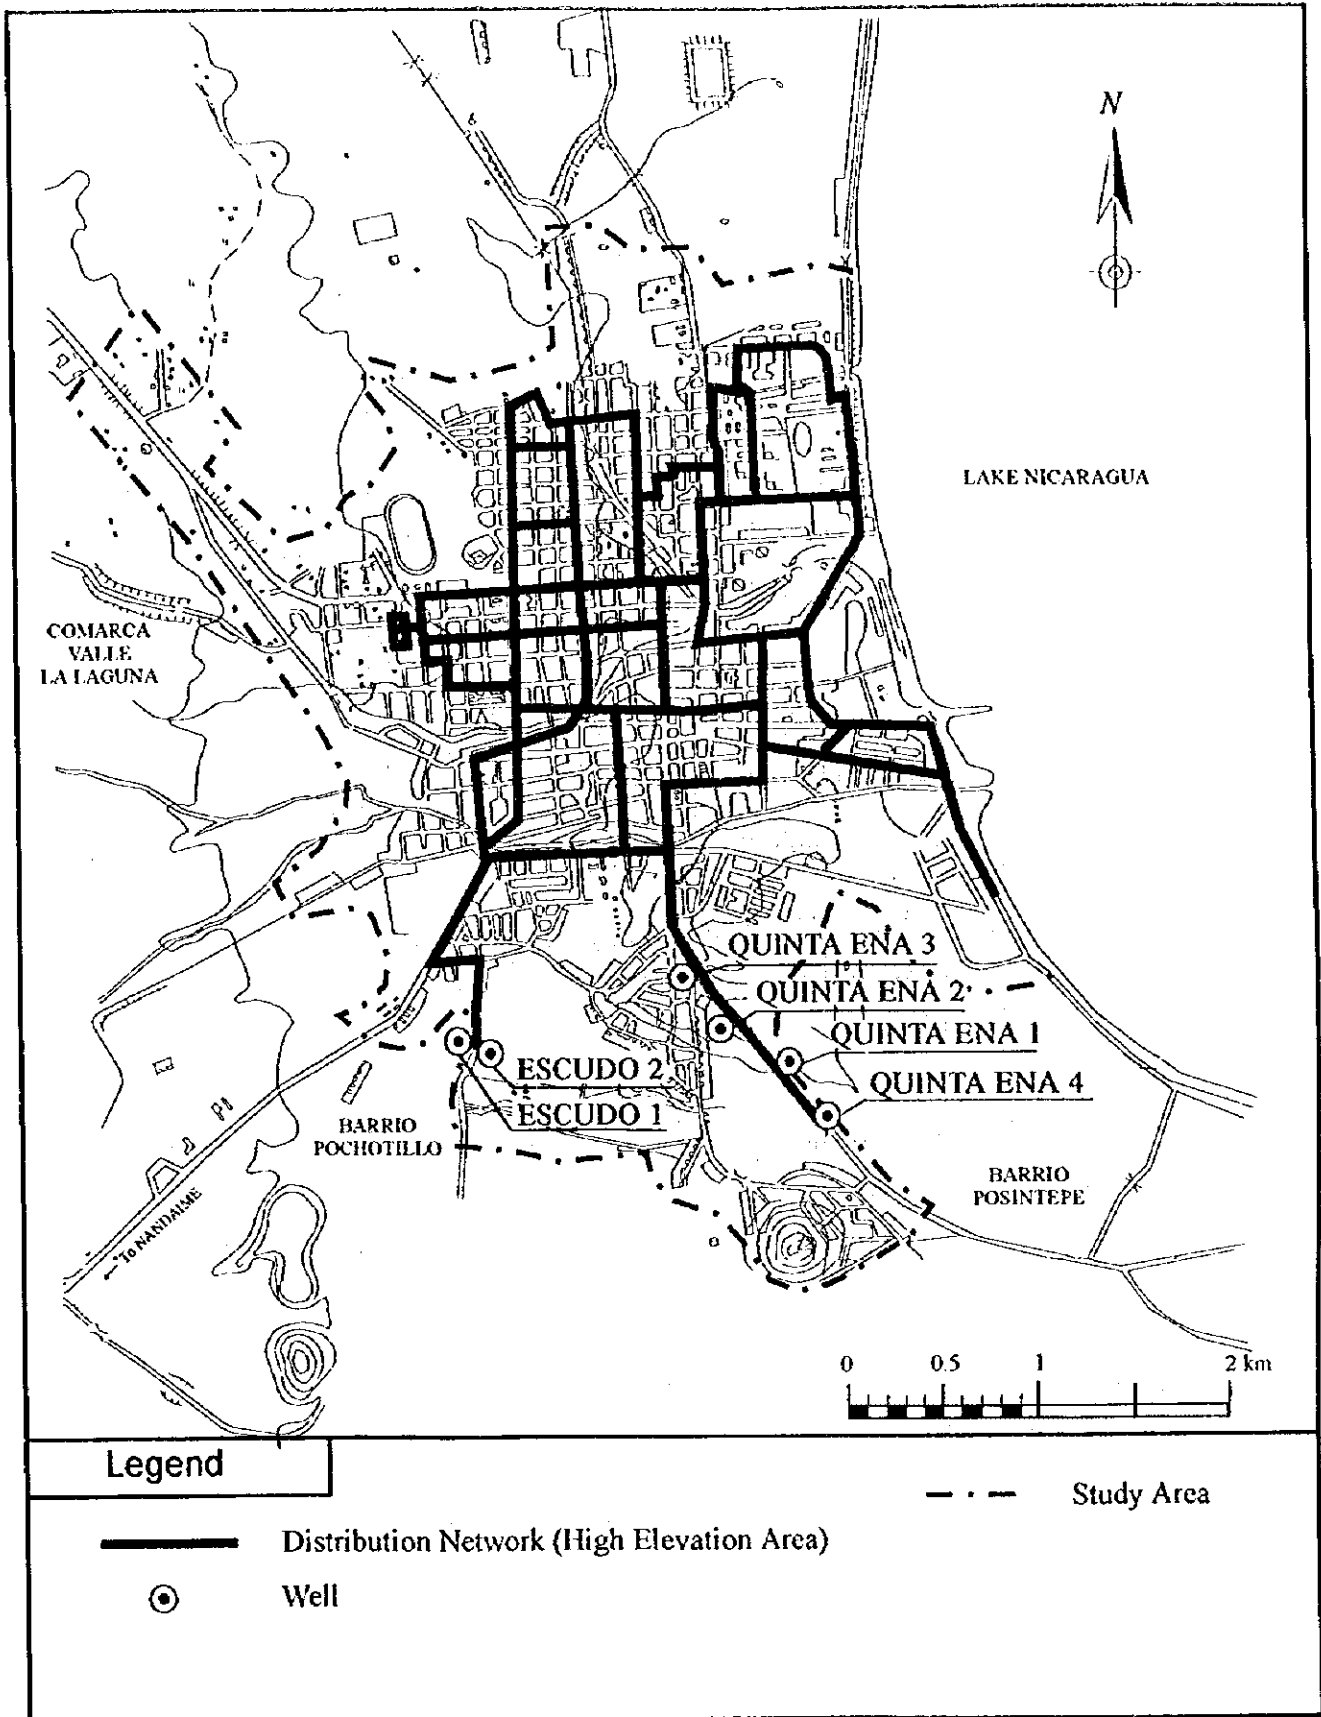 N
LAKE NICARAGUA
COMARCA
VALLE
LA LAGUNA
QUINTA ENA 3
QUINTA ENA 2
QUINTA ENA 1
QUINTA ENA 4
ESCUDO 2
ESCUDO 1
BARRIO
POCHOTILLO
BARRIO
POSINTEPE
To NANDAIME
0 0.5 1 2 km
Legend
Study Area
Distribution Network (High Elevation Area)
Well